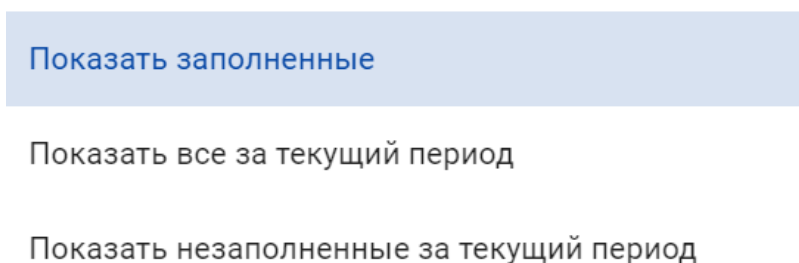 Показать заполненные
Показать все за текущий период
Показать незаполненные за текущий период